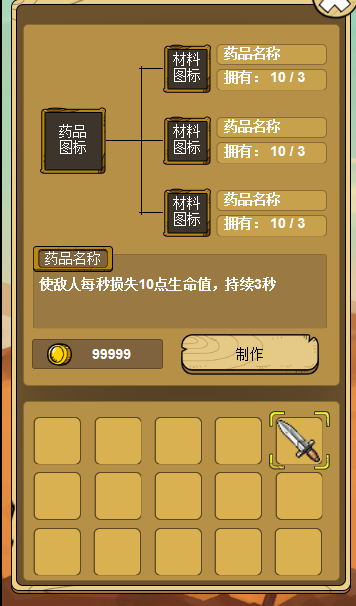 材料
图标
药品名称
拥有： 10 / 3
药品
图标
材料
图标
药品名称
拥有： 10 / 3
材料
图标
药品名称
拥有： 10 / 3
药品名称
使敌人每秒损失10点生命值，持续3秒
99999
制作